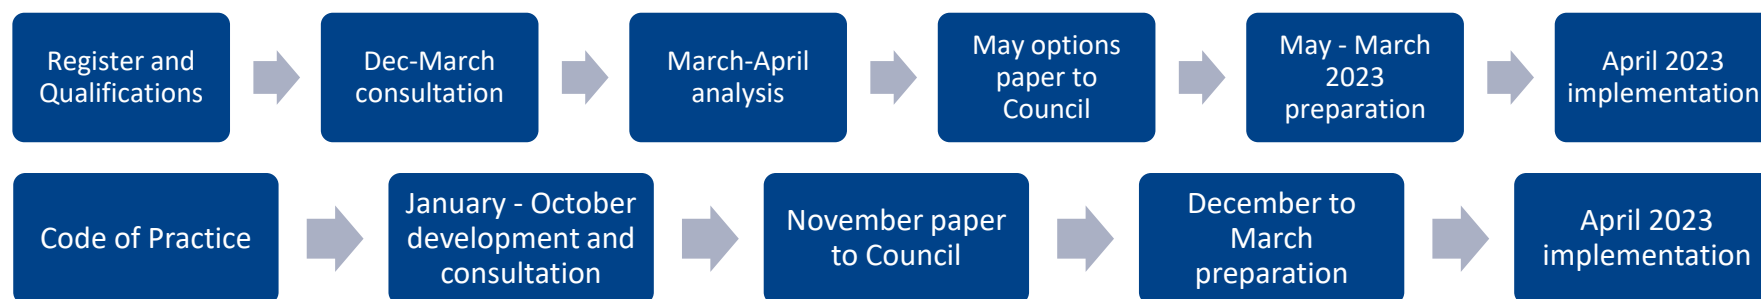 Register and
Qualifications
Dec-March
consultation
March-April
analysis
May options
paper to
Council
May - March
2023
preparation
April 2023
implementation
Code of Practice
January - October
development and
consultation
November paper
to Council
December to
March
preparation
April 2023
implementation